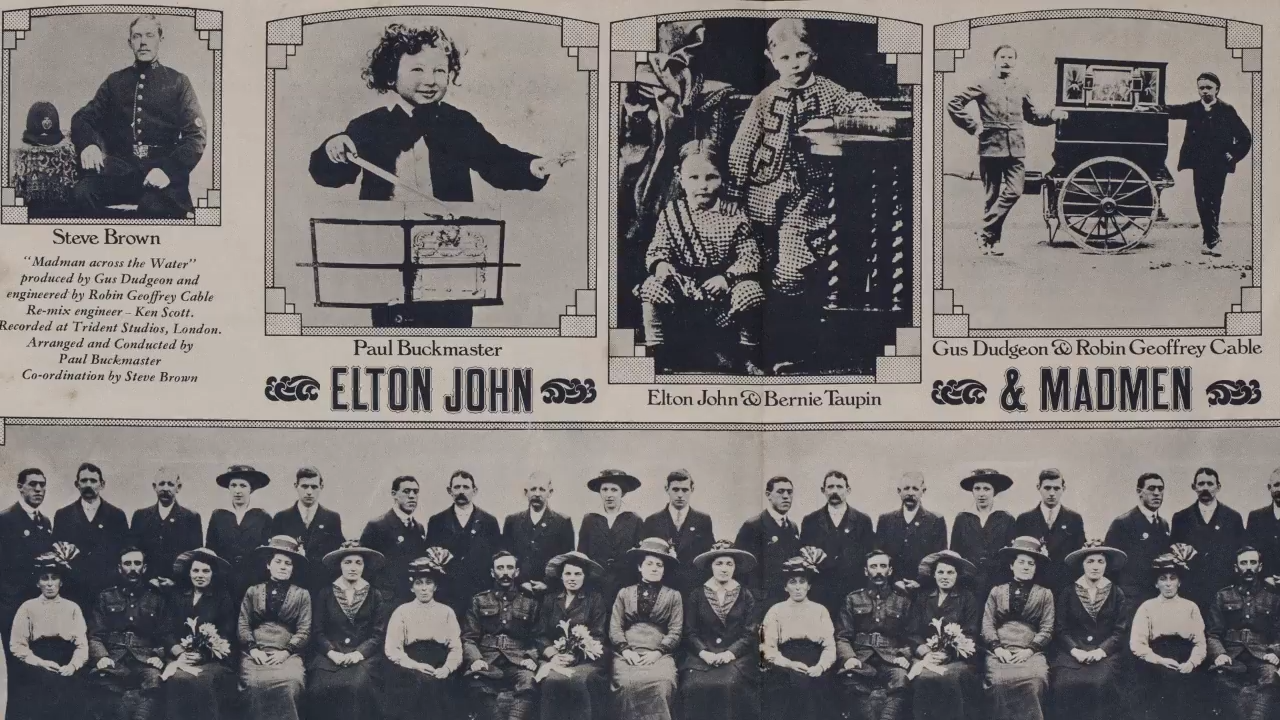 Steve Brown
"Madman across the Water"
produced by Gus Dudgeon and
engineered by Robin Geoffrey Cable
Re-mix engineer – Ken Scott.
Recorded at Trident Studios, London.
Arranged and Conducted by
Paul Buckmaster
Co-ordination by Steve Brown
Paul Buckmaster
ELTON JOHN
Elton John & Bernie Taupin
Gus Dudgeon & Robin Geoffrey Cable
& MADMEN